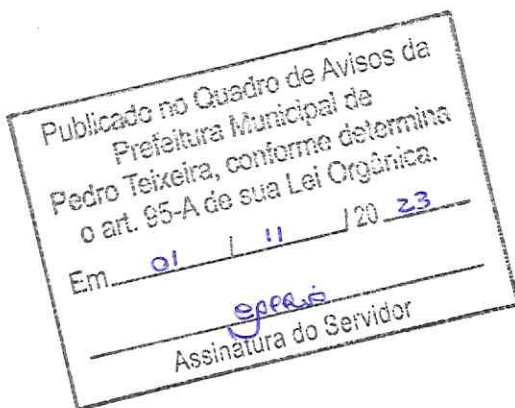 Publicado no Quadro de Avisos da
Prefeitura Municipal de
Pedro Teixeira, conforme determina
o art. 95-A de sua Lei Orgânica.
Em 01 / 11 / 20 23
Assinatura do Servidor